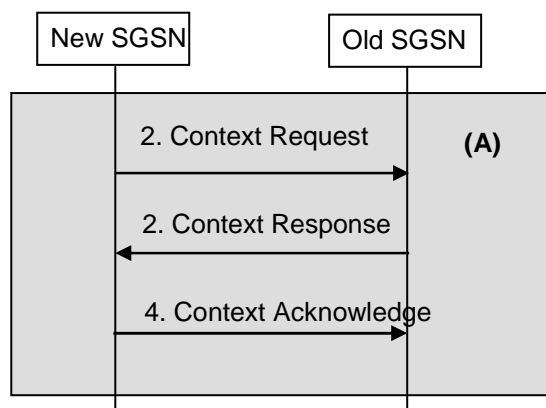 New SGSN
Old SGSN
2. Context Request
(A)
2. Context Response
4. Context Acknowledge